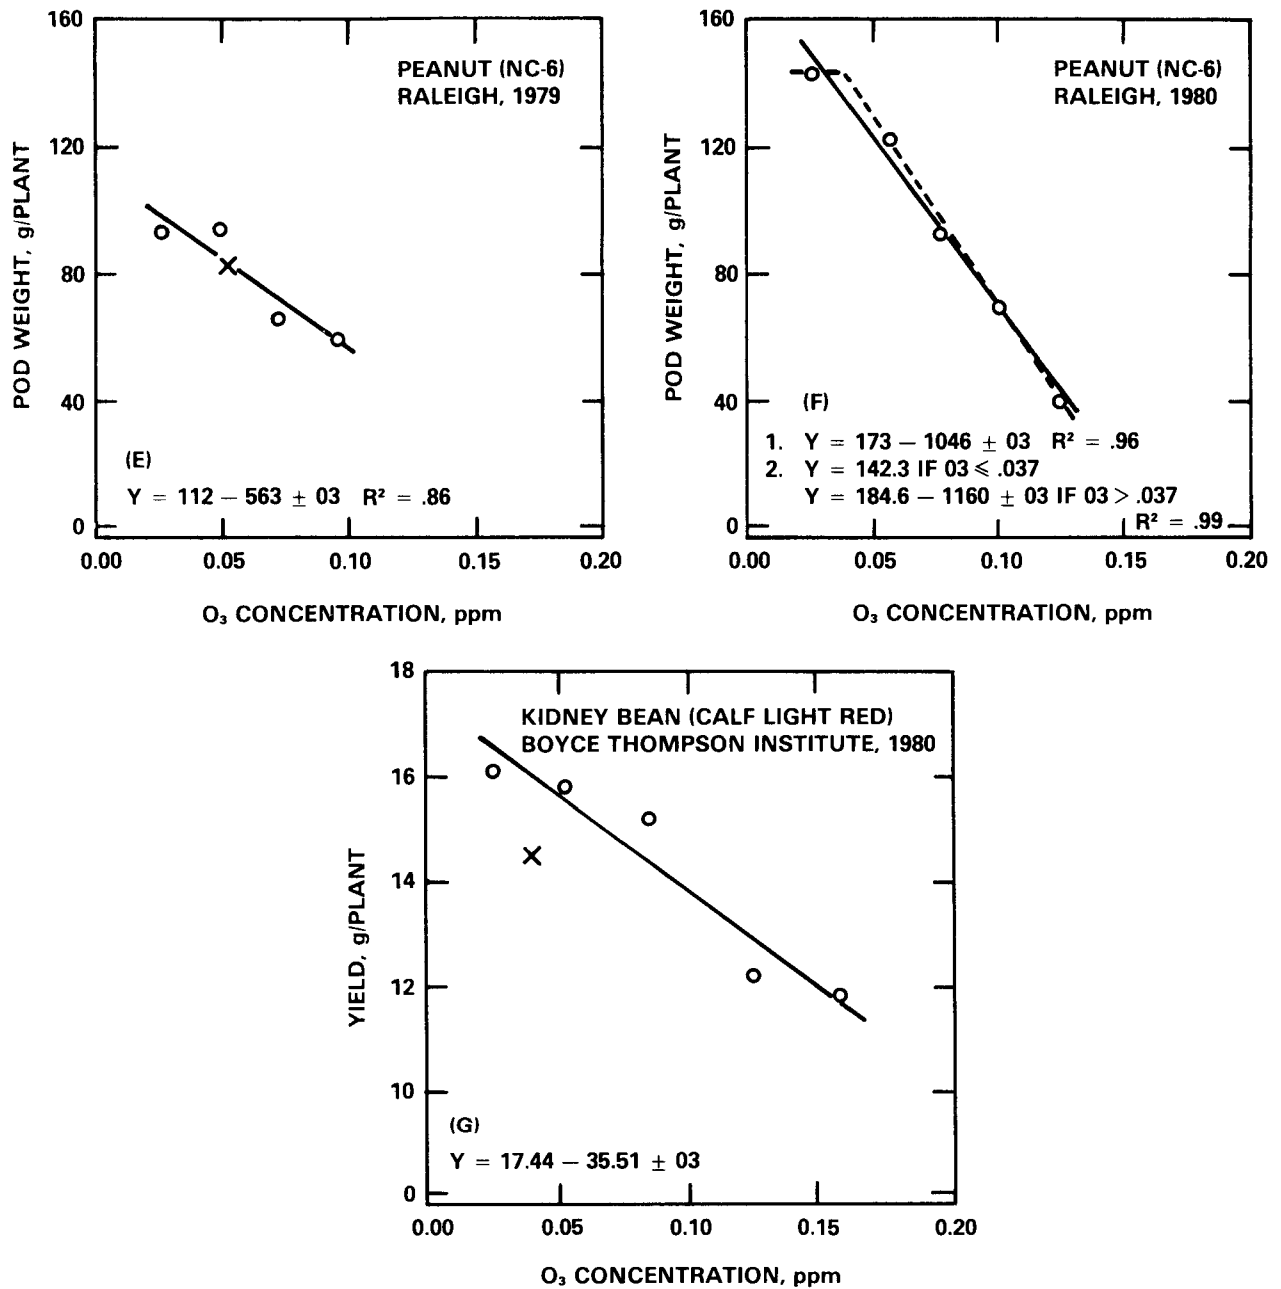 160
120
80
40
0
POD WEIGHT, g/PLANT
PEANUT (NC-6)
RALEIGH, 1979
(E)
Y = 112 – 563 ± 03 R² = .86
0.00 0.05 0.10 0.15 0.20
O₃ CONCENTRATION, ppm
160
120
80
40
0
POD WEIGHT, g/PLANT
PEANUT (NC-6)
RALEIGH, 1980
(F)
1. Y = 173 – 1046 ± 03 R² = .96
2. Y = 142.3 IF 03 ≤ .037
Y = 184.6 – 1160 ± 03 IF 03 > .037
R² = .99
0.00 0.05 0.10 0.15 0.20
O₃ CONCENTRATION, ppm
18
16
14
12
10
0
YIELD, g/PLANT
KIDNEY BEAN (CALF LIGHT RED)
BOYCE THOMPSON INSTITUTE, 1980
(G)
Y = 17.44 – 35.51 ± 03
0.00 0.05 0.10 0.15 0.20
O₃ CONCENTRATION, ppm